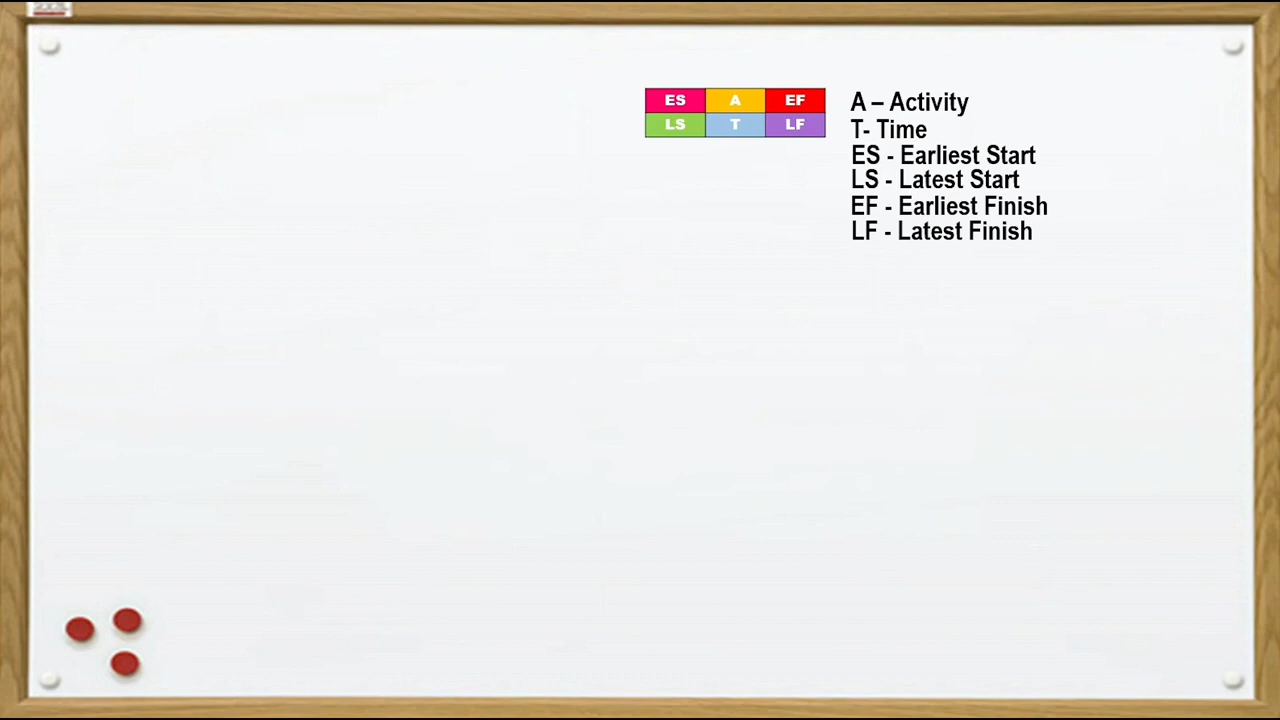 ES A EF
LS T LF
A – Activity
T- Time
ES - Earliest Start
LS - Latest Start
EF - Earliest Finish
LF - Latest Finish